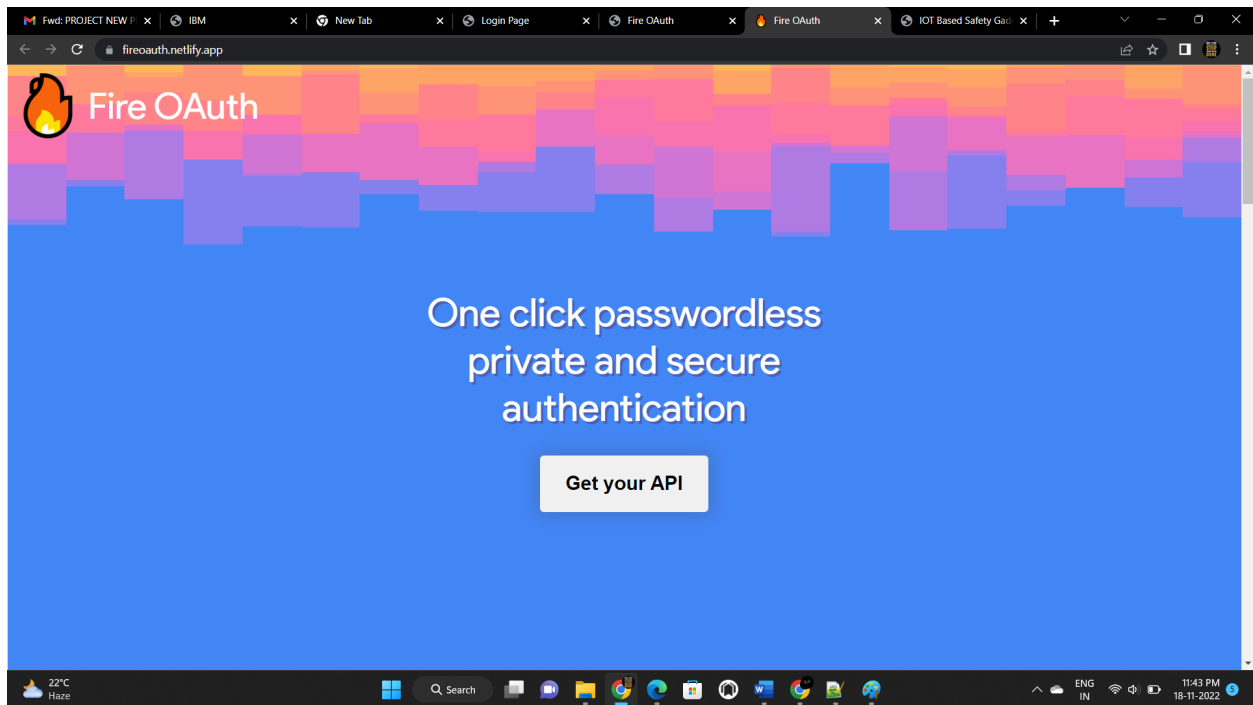 Fwd: PROJECT NEW P
IBM
New Tab
Login Page
Fire OAuth
Fire OAuth
IOT Based Safety Gad
fireoauth.netlify.app
Fire OAuth
One click passwordless
private and secure
authentication
Get your API
22°C
Haze
Search
ENG
IN
11:43 PM
18-11-2022
5